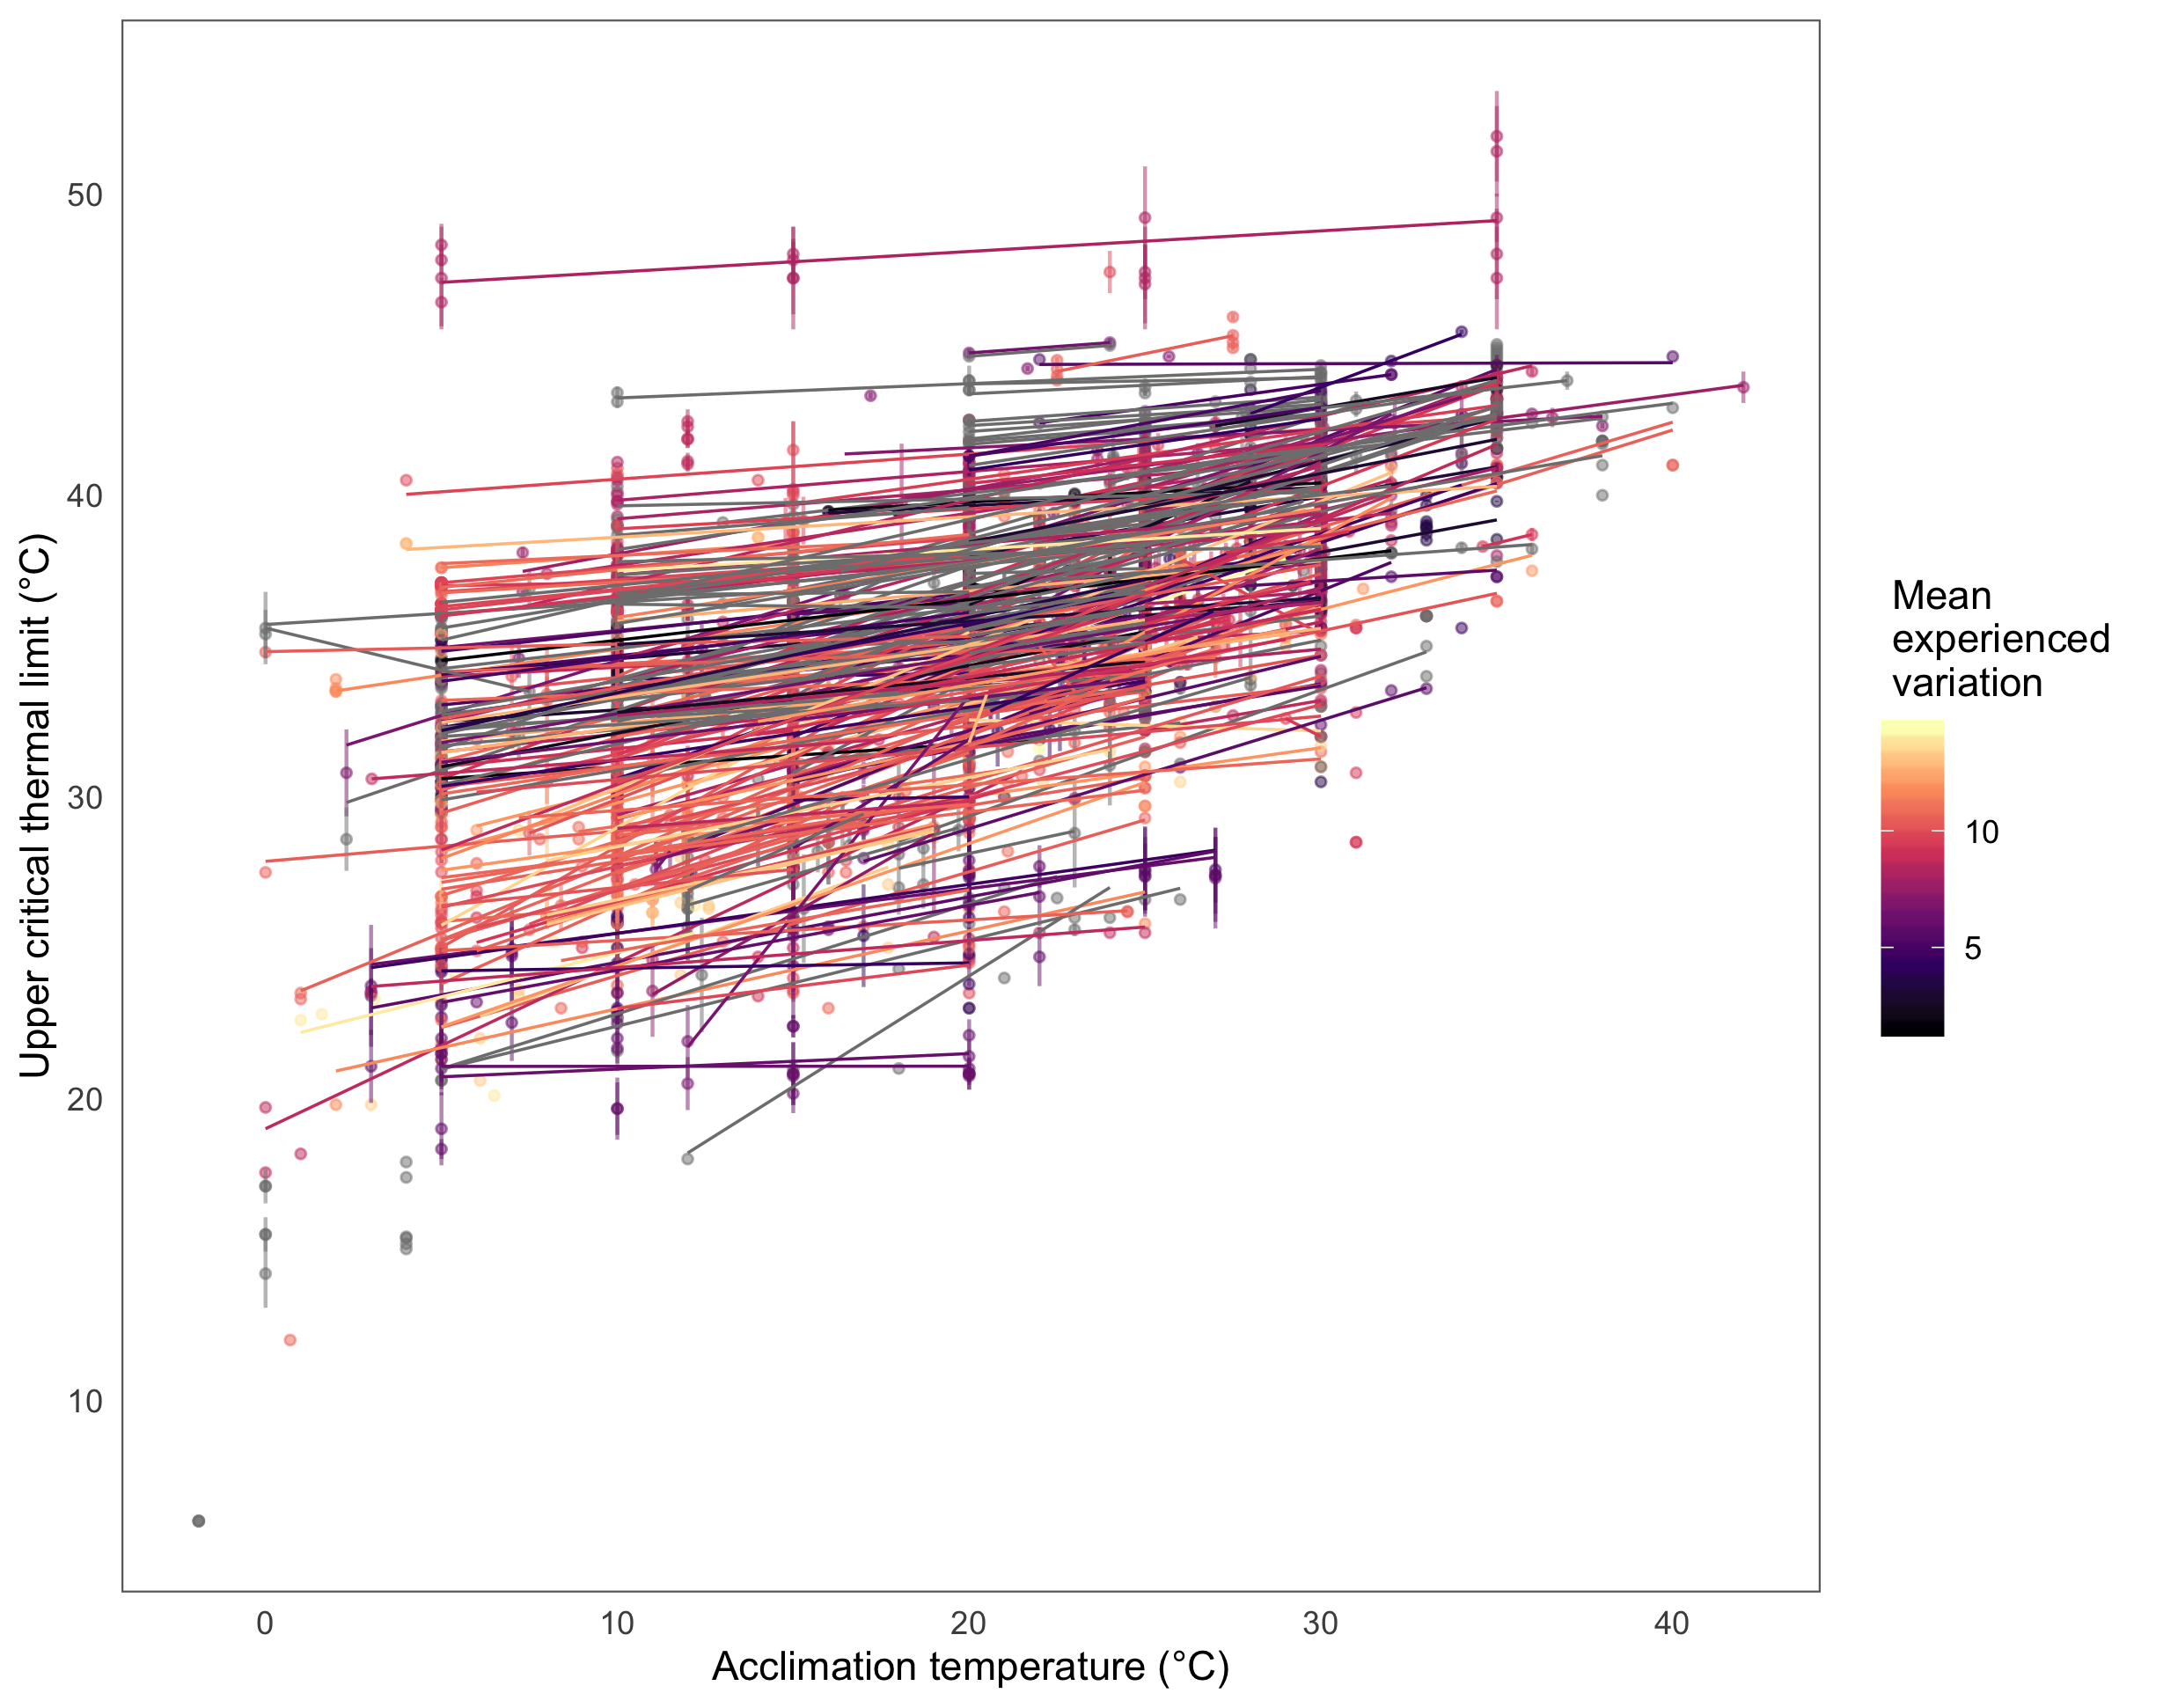 Upper critical thermal limit (°C)
50
40
30
20
10
0
10
20
30
40
Acclimation temperature (°C)
Mean
experienced
variation
10
5